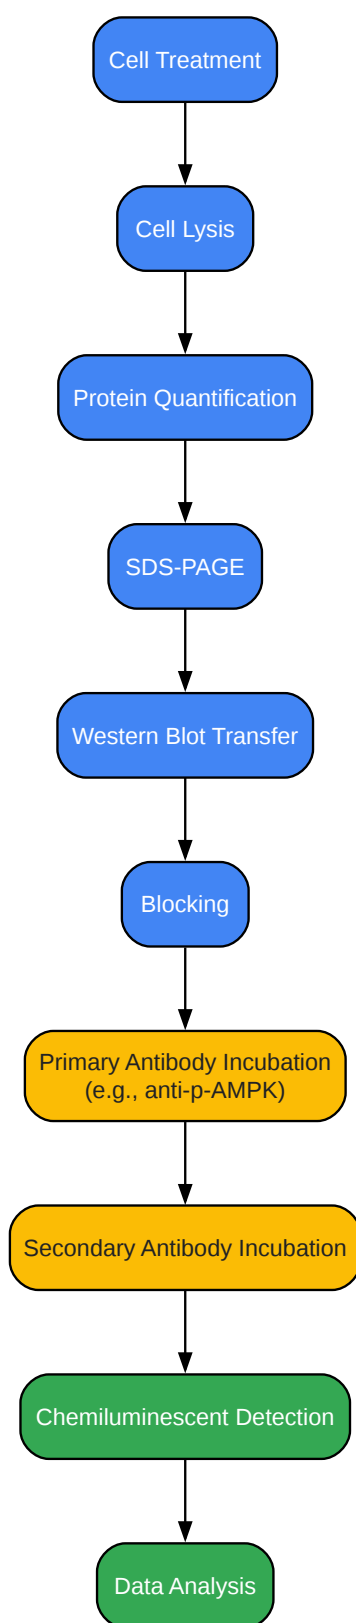 Cell Treatment
Cell Lysis
Protein Quantification
SDS-PAGE
Western Blot Transfer
Blocking
Primary Antibody Incubation
(e.g., anti-p-AMPK)
Secondary Antibody Incubation
Chemiluminescent Detection
Data Analysis